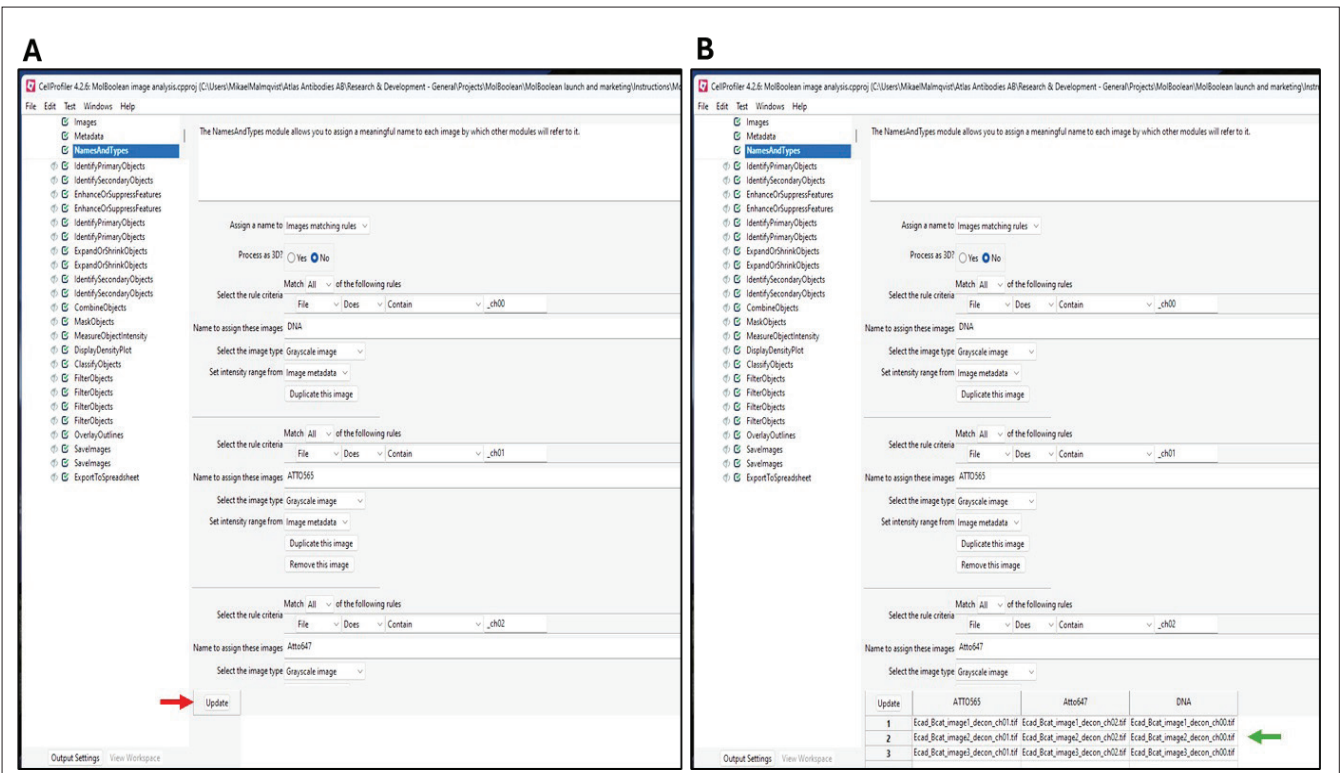 A
CellProfiler 4.2.6: MolBoolean image analysis.cpproj (C:\Users\MikaelMalmqvist\Atlas Antibodies AB\Research & Development - General\Projects\MolBoolean\MolBoolean launch and marketing\Instructions\Mo
File Edit Test Windows Help
Images
Metadata
NamesAndTypes
IdentifyPrimaryObjects
IdentifySecondaryObjects
EnhanceOrSuppressFeatures
EnhanceOrSuppressFeatures
IdentifyPrimaryObjects
IdentifyPrimaryObjects
ExpandOrShrinkObjects
ExpandOrShrinkObjects
IdentifySecondaryObjects
IdentifySecondaryObjects
CombineObjects
MaskObjects
MeasureObjectIntensity
DisplayDensityPlot
ClassifyObjects
FilterObjects
FilterObjects
FilterObjects
FilterObjects
OverlayOutlines
SaveImages
SaveImages
ExportToSpreadsheet
Output Settings View Workspace
The NamesAndTypes module allows you to assign a meaningful name to each image by which other modules will refer to it.
Assign a name to Images matching rules
Process as 3D? Yes No
Match All of the following rules
Select the rule criteria
File Does Contain _ch00
Name to assign these images DNA
Select the image type Grayscale image
Set intensity range from Image metadata
Duplicate this image
Match All of the following rules
Select the rule criteria
File Does Contain _ch01
Name to assign these images ATTO565
Select the image type Grayscale image
Set intensity range from Image metadata
Duplicate this image
Remove this image
Match All of the following rules
Select the rule criteria
File Does Contain _ch02
Name to assign these images Atto647
Select the image type Grayscale image
Update
B
CellProfiler 4.2.6: MolBoolean image analysis.cpproj (C:\Users\MikaelMalmqvist\Atlas Antibodies AB\Research & Development - General\Projects\MolBoolean\MolBoolean launch and marketing\Instru
File Edit Test Windows Help
Images
Metadata
NamesAndTypes
IdentifyPrimaryObjects
IdentifySecondaryObjects
EnhanceOrSuppressFeatures
EnhanceOrSuppressFeatures
IdentifyPrimaryObjects
IdentifyPrimaryObjects
ExpandOrShrinkObjects
ExpandOrShrinkObjects
IdentifySecondaryObjects
IdentifySecondaryObjects
CombineObjects
MaskObjects
MeasureObjectIntensity
DisplayDensityPlot
ClassifyObjects
FilterObjects
FilterObjects
FilterObjects
FilterObjects
OverlayOutlines
SaveImages
SaveImages
ExportToSpreadsheet
Output Settings View Workspace
The NamesAndTypes module allows you to assign a meaningful name to each image by which other modules will refer to it.
Assign a name to Images matching rules
Process as 3D? Yes No
Match All of the following rules
Select the rule criteria
File Does Contain _ch00
Name to assign these images DNA
Select the image type Grayscale image
Set intensity range from Image metadata
Duplicate this image
Match All of the following rules
Select the rule criteria
File Does Contain _ch01
Name to assign these images ATTO565
Select the image type Grayscale image
Set intensity range from Image metadata
Duplicate this image
Remove this image
Match All of the following rules
Select the rule criteria
File Does Contain _ch02
Name to assign these images Atto647
Select the image type Grayscale image
Update ATTO565 Atto647 DNA
1 Ecad_Bcat_image1_decon_ch01.tif Ecad_Bcat_image1_decon_ch02.tif Ecad_Bcat_image1_decon_ch00.tif
2 Ecad_Bcat_image2_decon_ch01.tif Ecad_Bcat_image2_decon_ch02.tif Ecad_Bcat_image2_decon_ch00.tif
3 Ecad_Bcat_image3_decon_ch01.tif Ecad_Bcat_image3_decon_ch02.tif Ecad_Bcat_image3_decon_ch00.tif